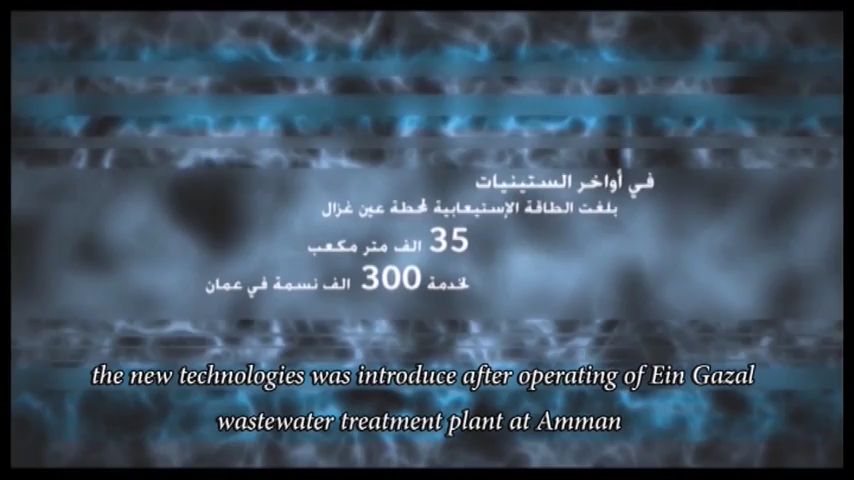 في أواخر الستينيات
بلغت الطاقة الإستيعابية لمحطة عين غزال
35 الف متر مكعب
لخدمة 300 الف نسمة في عمان
the new technologies was introduce after operating of Ein Gazal
wastewater treatment plant at Amman